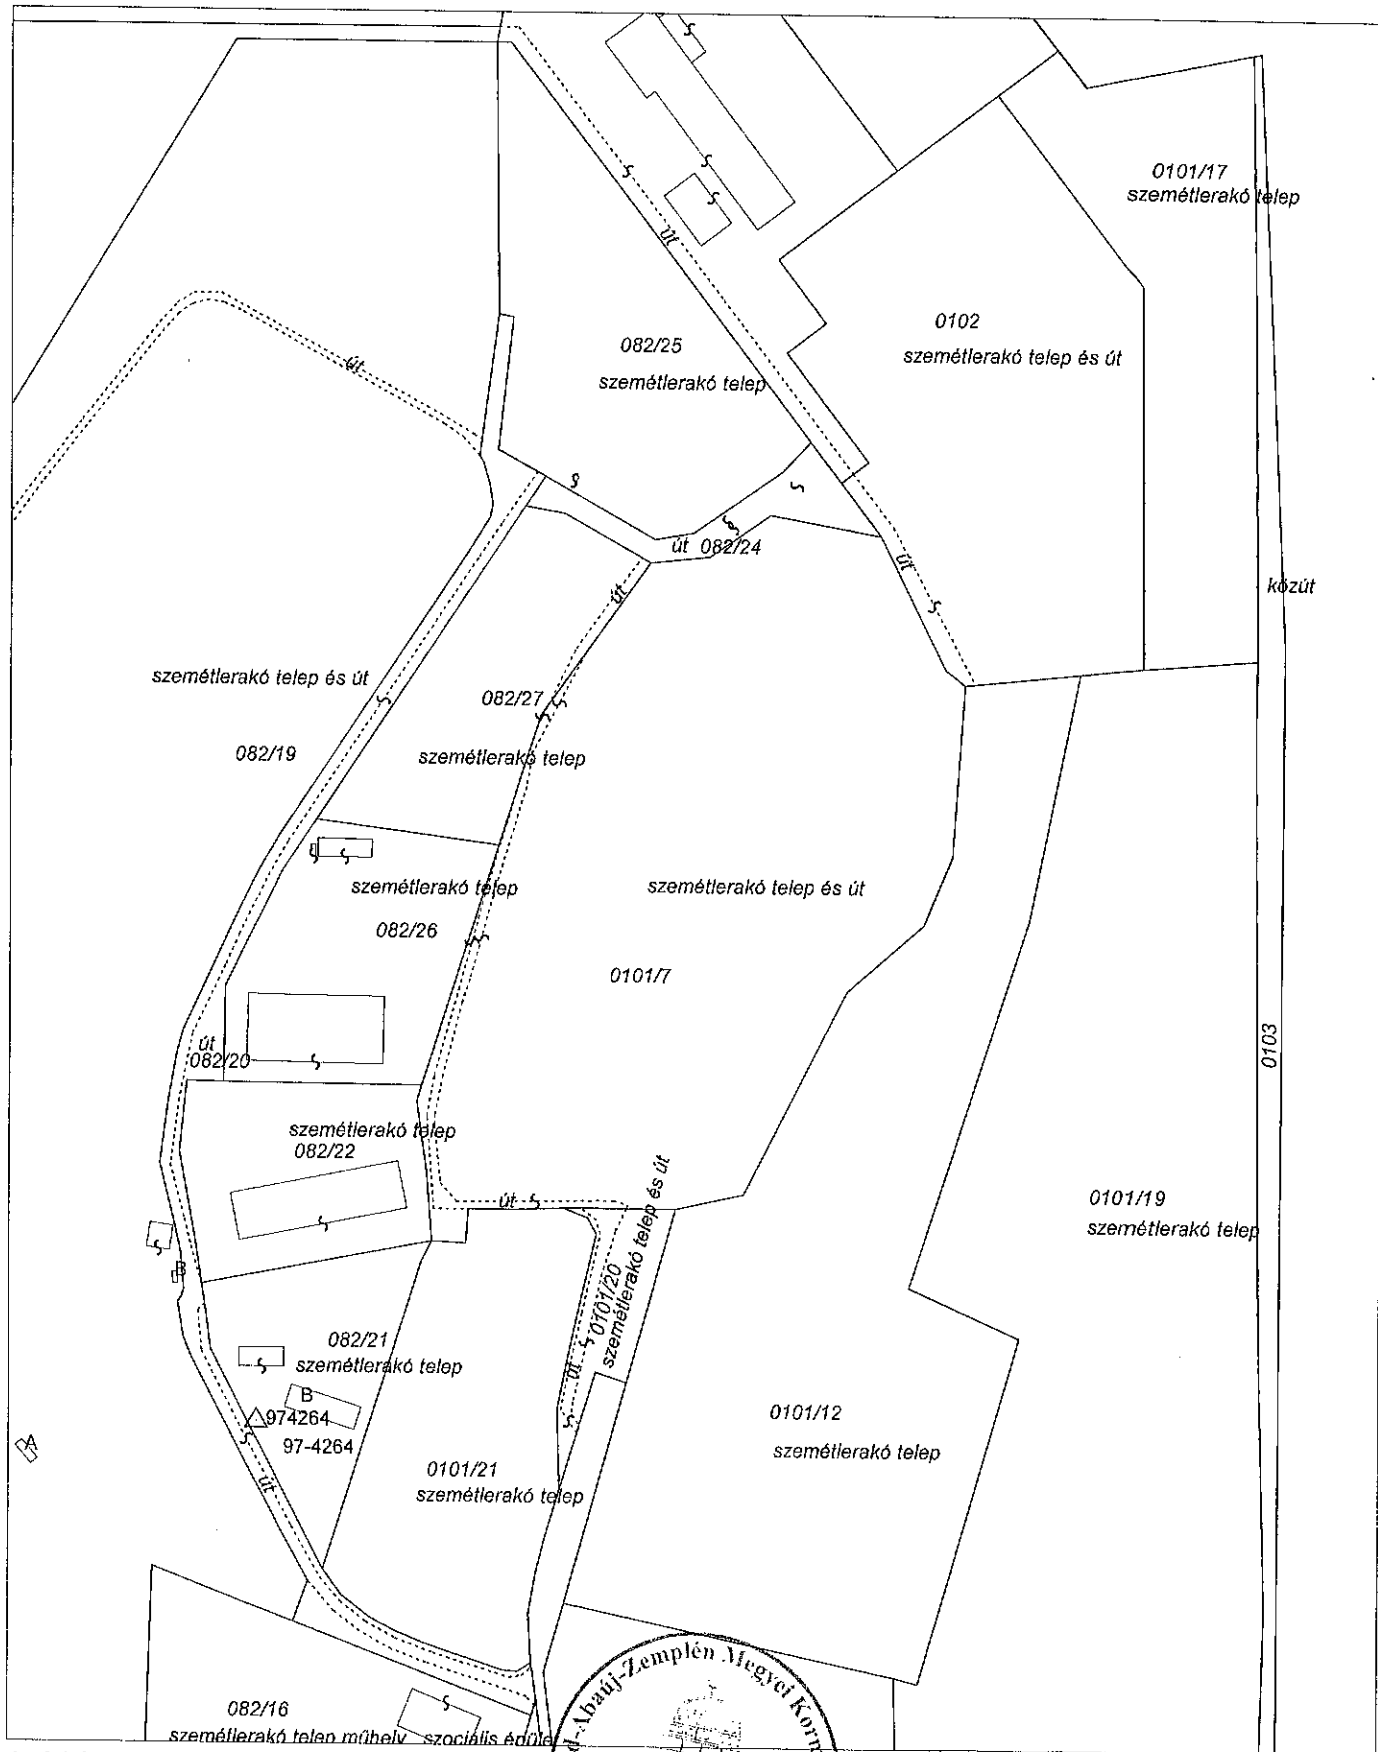 0101/17
szemétlerakó telep
út
0102
szemétlerakó telep és út
082/25
szemétlerakó telep
út
út 082/24
út
út
közút
szemétlerakó telep és út
082/19
082/27
szemétlerakó telep
szemétlerakó telep
082/26
szemétlerakó telep és út
0101/7
út
082/20
0103
szemétlerakó telep
082/22
út
0101/20
szemétlerakó telep és út
út
0101/19
szemétlerakó telep
B
082/21
szemétlerakó telep
B
974264
97-4264
A
út
0101/21
szemétlerakó telep
0101/12
szemétlerakó telep
082/16
szemétlerakó telep műhely szociális épület
d-Abaúj-Zemplén Megyei Korm